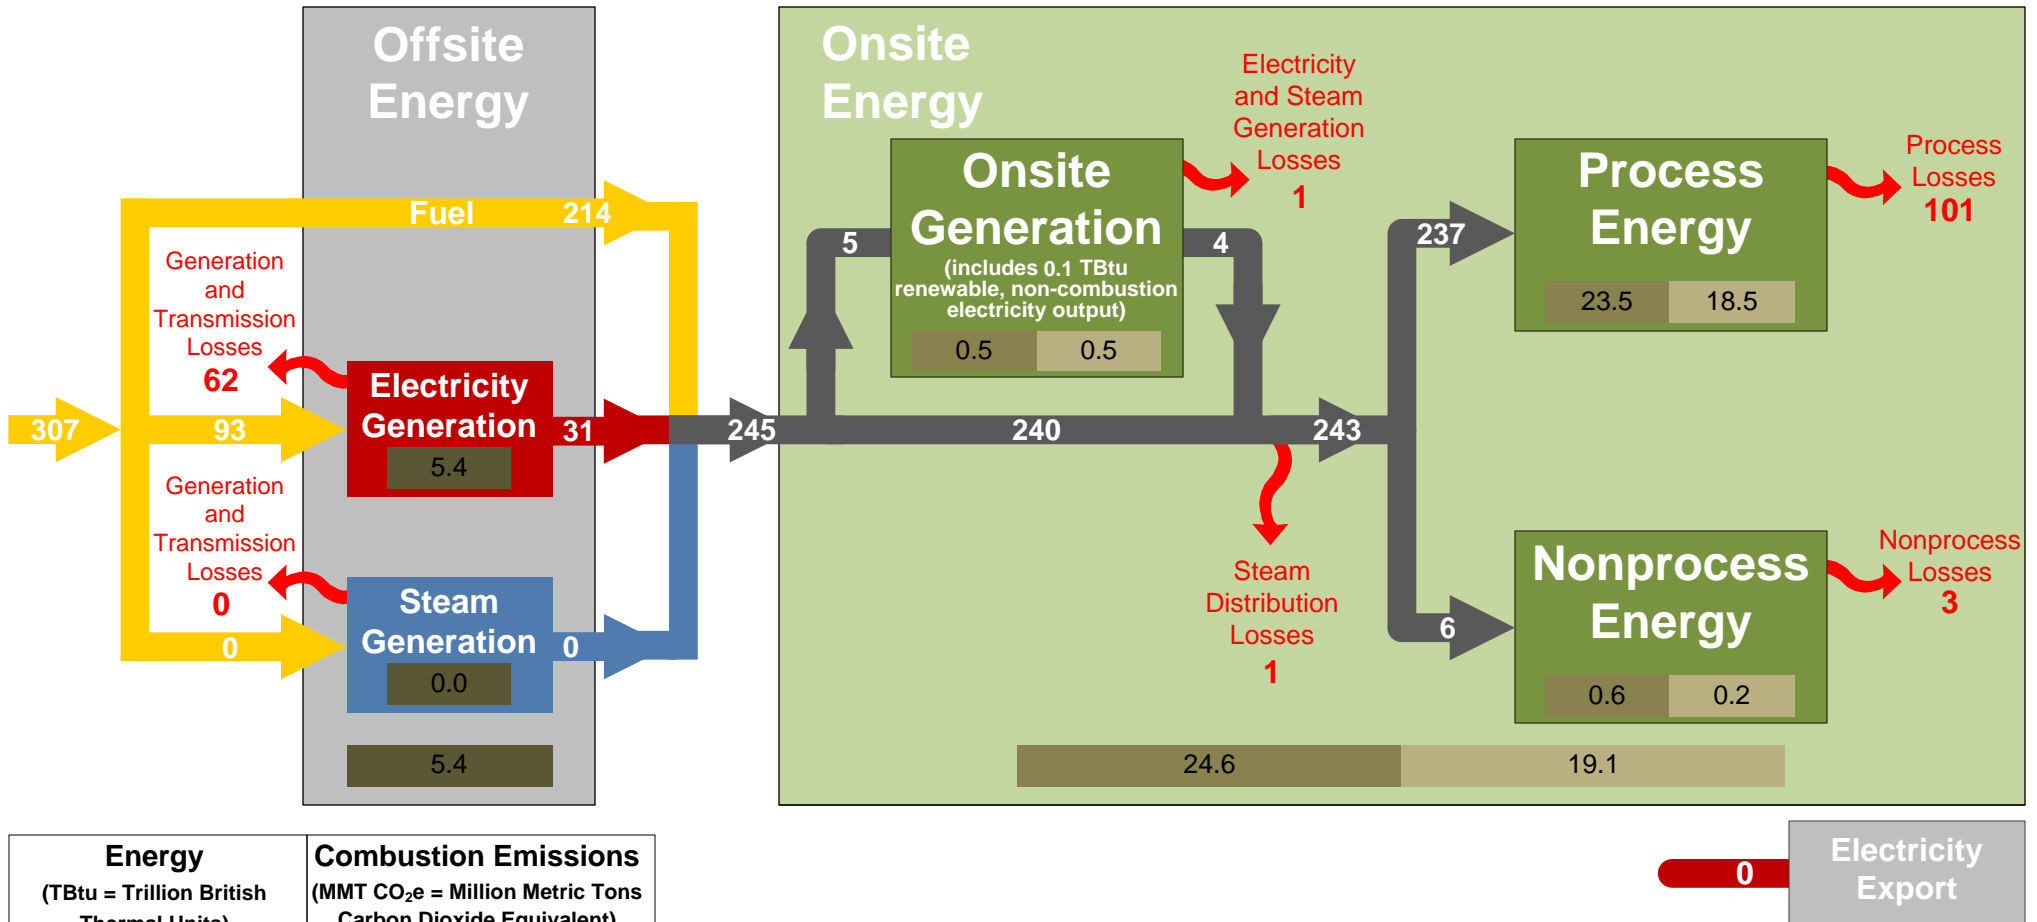 Offsite
Energy
Onsite
Energy
Electricity
and Steam
Generation
Losses
1
Onsite
Generation
(includes 0.1 TBtu
renewable, non-combustion
electricity output)
0.5 0.5
Process
Energy
23.5 18.5
Process
Losses
101
Fuel 214
5
4
237
Generation
and
Transmission
Losses
62
Electricity
Generation
5.4
307
93
31
245
240
243
Generation
and
Transmission
Losses
0
Steam
Generation
0.0
0
0
Steam
Distribution
Losses
1
6
Nonprocess
Energy
0.6 0.2
Nonprocess
Losses
3
5.4
24.6 19.1
Energy
(TBtu = Trillion British
Thermal Units)
Combustion Emissions
(MMT CO₂e = Million Metric Tons
Carbon Dioxide Equivalent)
0
Electricity
Export